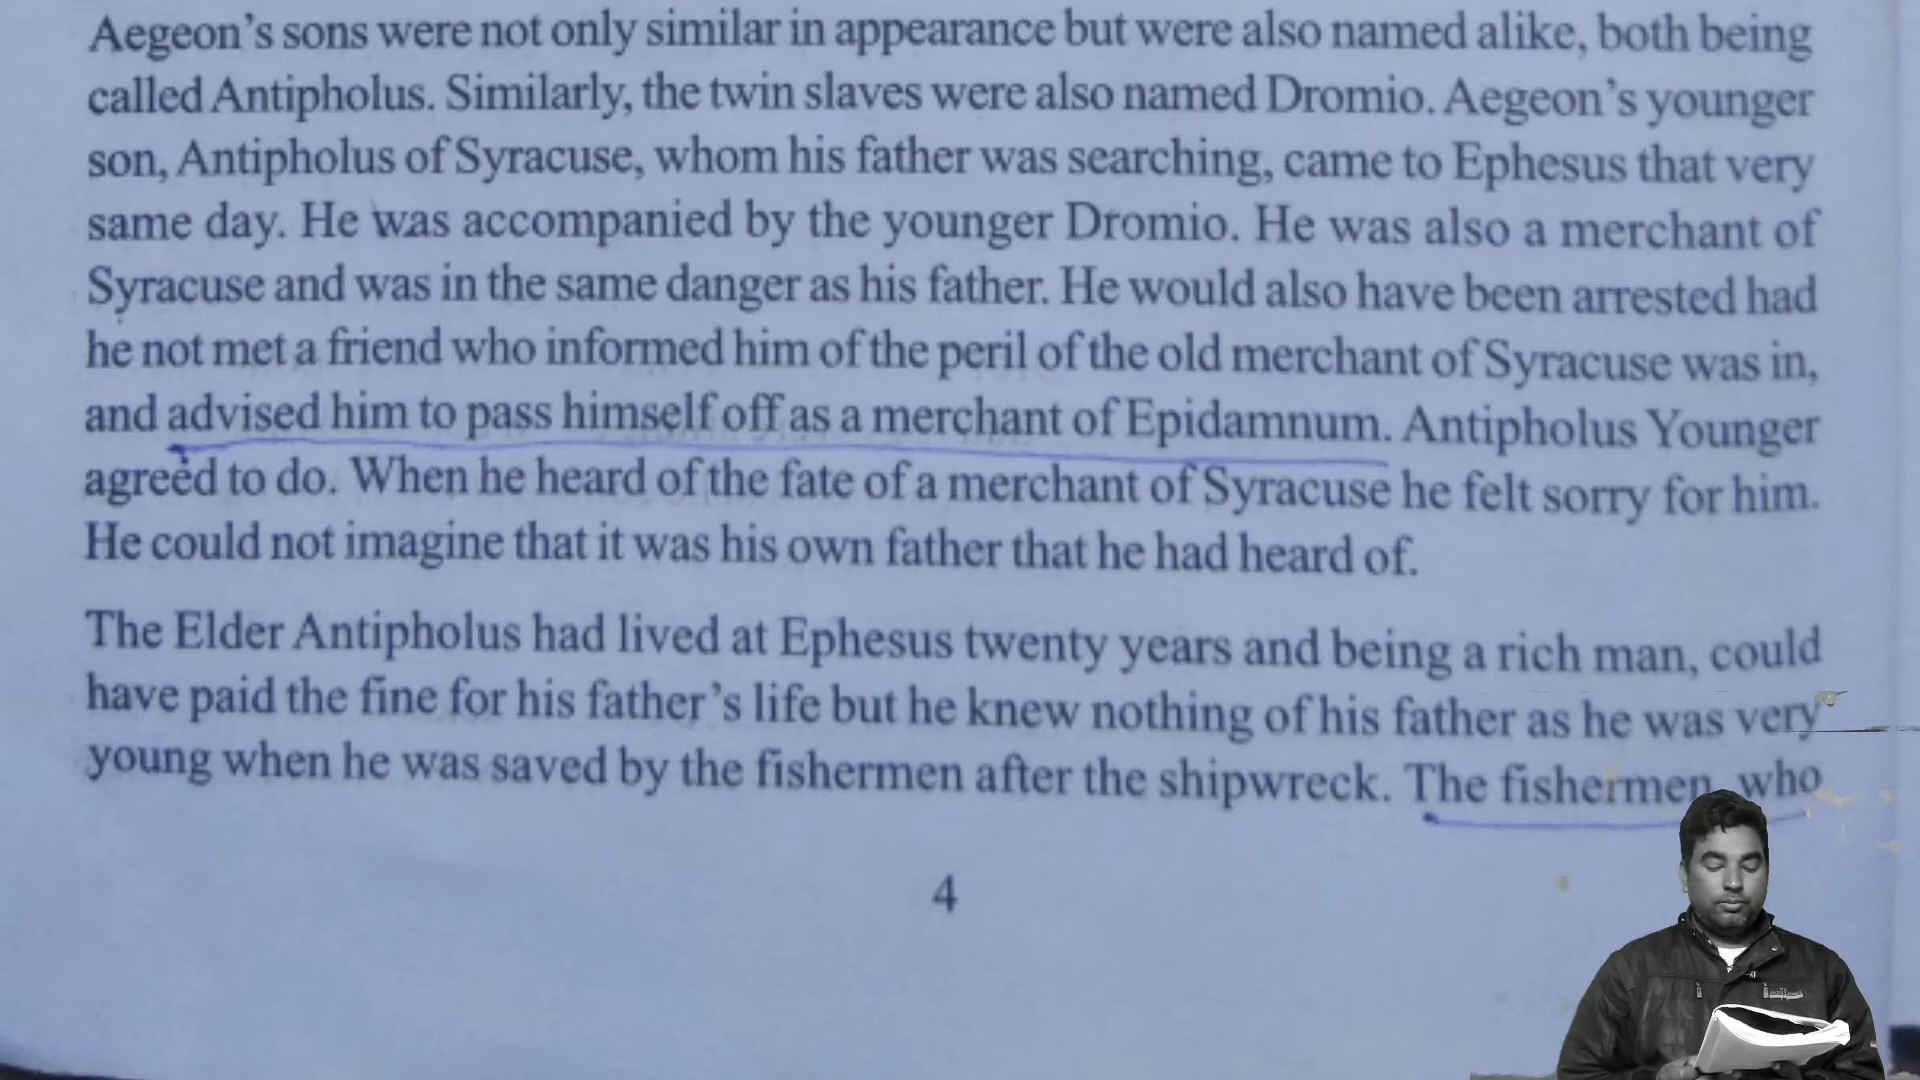 Aegeon's sons were not only similar in appearance but were also named alike, both being
called Antipholus. Similarly, the twin slaves were also named Dromio. Aegeon's younger
son, Antipholus of Syracuse, whom his father was searching, came to Ephesus that very
same day. He was accompanied by the younger Dromio. He was also a merchant of
Syracuse and was in the same danger as his father. He would also have been arrested had
he not met a friend who informed him of the peril of the old merchant of Syracuse was in,
and advised him to pass himself off as a merchant of Epidamnum. Antipholus Younger
agreed to do. When he heard of the fate of a merchant of Syracuse he felt sorry for him.
He could not imagine that it was his own father that he had heard of.
The Elder Antipholus had lived at Ephesus twenty years and being a rich man, could
have paid the fine for his father's life but he knew nothing of his father as he was very
young when he was saved by the fishermen after the shipwreck. The fishermen, who
4